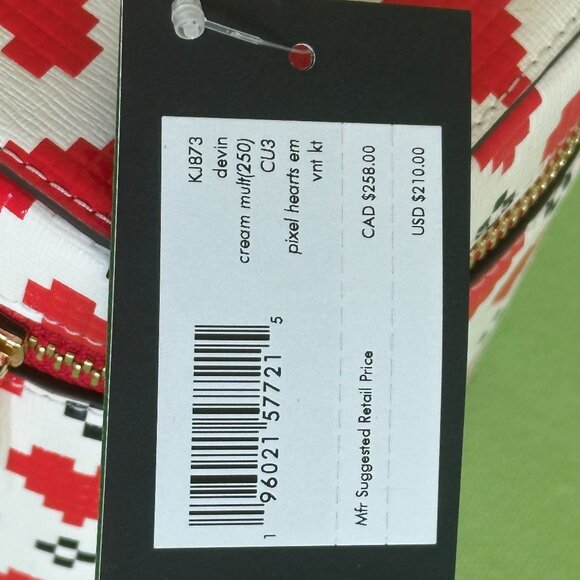 KJ873
devin
cream mult(250)
CU3
pixel hearts em
vnt kt
1 96021 57721 5
Mfr Suggested Retail Price
CAD $258.00
USD $210.00